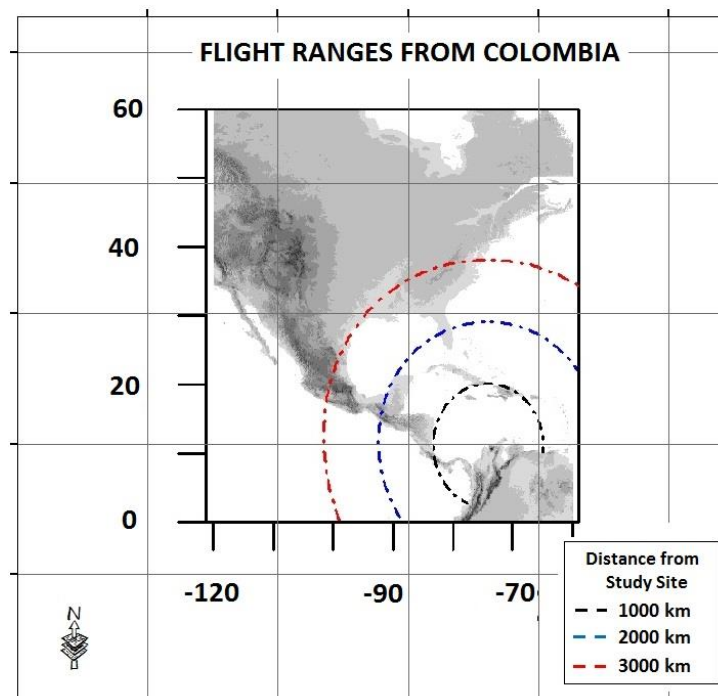 FLIGHT RANGES FROM COLOMBIA
60
40
20
0
-120
-90
-70
N
Distance from
Study Site
1000 km
2000 km
3000 km